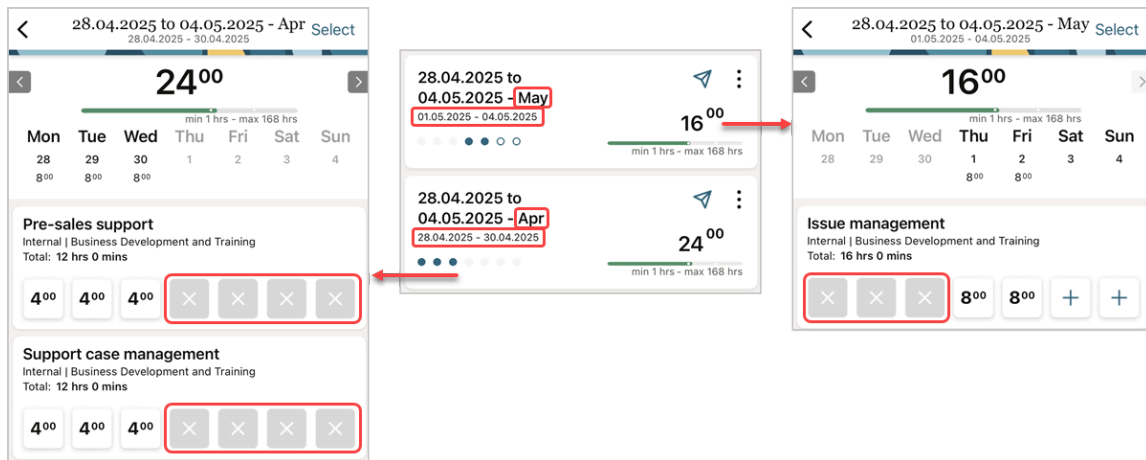 28.04.2025 to 04.05.2025 - Apr
Select
28.04.2025 - 30.04.2025
24 00
min 1 hrs - max 168 hrs
Mon Tue Wed Thu Fri Sat Sun
28 29 30 1 2 3 4
8 00 8 00 8 00
Pre-sales support
Internal | Business Development and Training
Total: 12 hrs 0 mins
4 00 4 00 4 00
Support case management
Internal | Business Development and Training
Total: 12 hrs 0 mins
4 00 4 00 4 00
28.04.2025 to
04.05.2025 - May
01.05.2025 - 04.05.2025
16 00
min 1 hrs - max 168 hrs
28.04.2025 to
04.05.2025 - Apr
28.04.2025 - 30.04.2025
24 00
min 1 hrs - max 168 hrs
28.04.2025 to 04.05.2025 - May
Select
01.05.2025 - 04.05.2025
16 00
min 1 hrs - max 168 hrs
Mon Tue Wed Thu Fri Sat Sun
28 29 30 1 2 3 4
8 00 8 00
Issue management
Internal | Business Development and Training
Total: 16 hrs 0 mins
8 00 8 00 + +